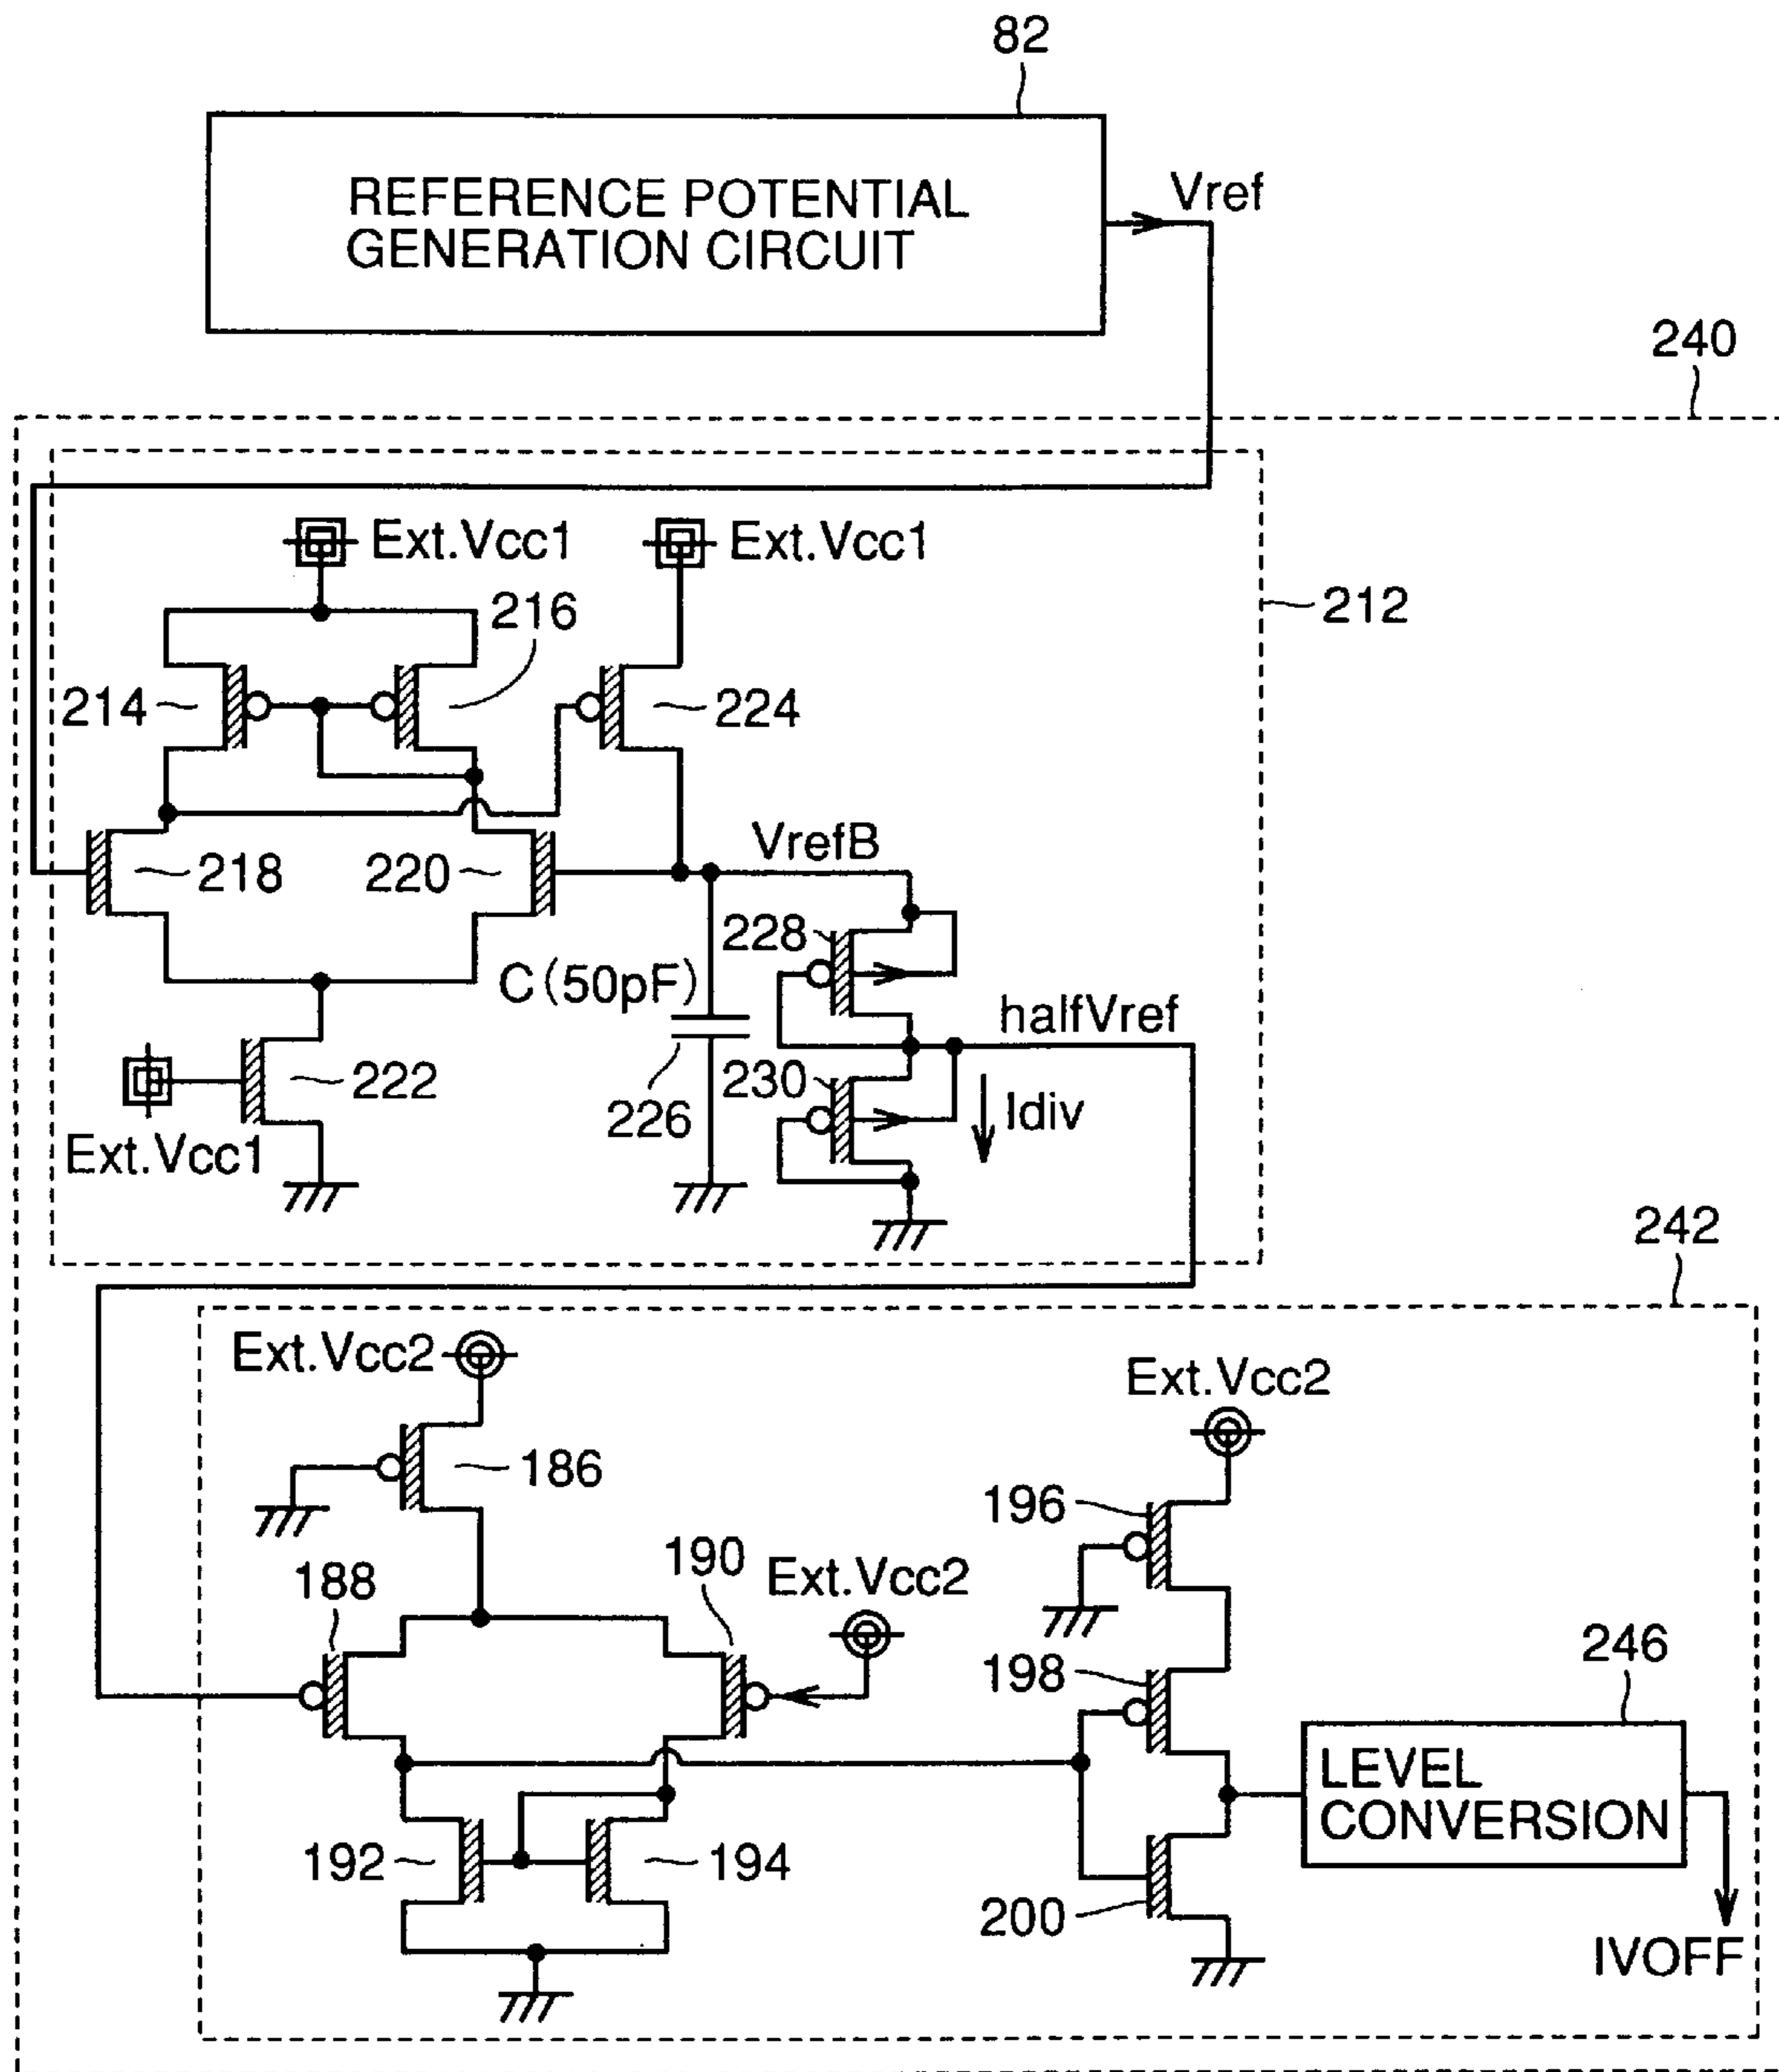 82
REFERENCE POTENTIAL
GENERATION CIRCUIT
Vref
240
Ext.Vcc1
Ext.Vcc1
216
212
214
224
VrefB
218
220
228
C(50pF)
halfVref
222
230
226
Idiv
Ext.Vcc1
242
Ext.Vcc2
Ext.Vcc2
186
196
190
Ext.Vcc2
188
246
198
LEVEL
CONVERSION
192
194
200
IVOFF